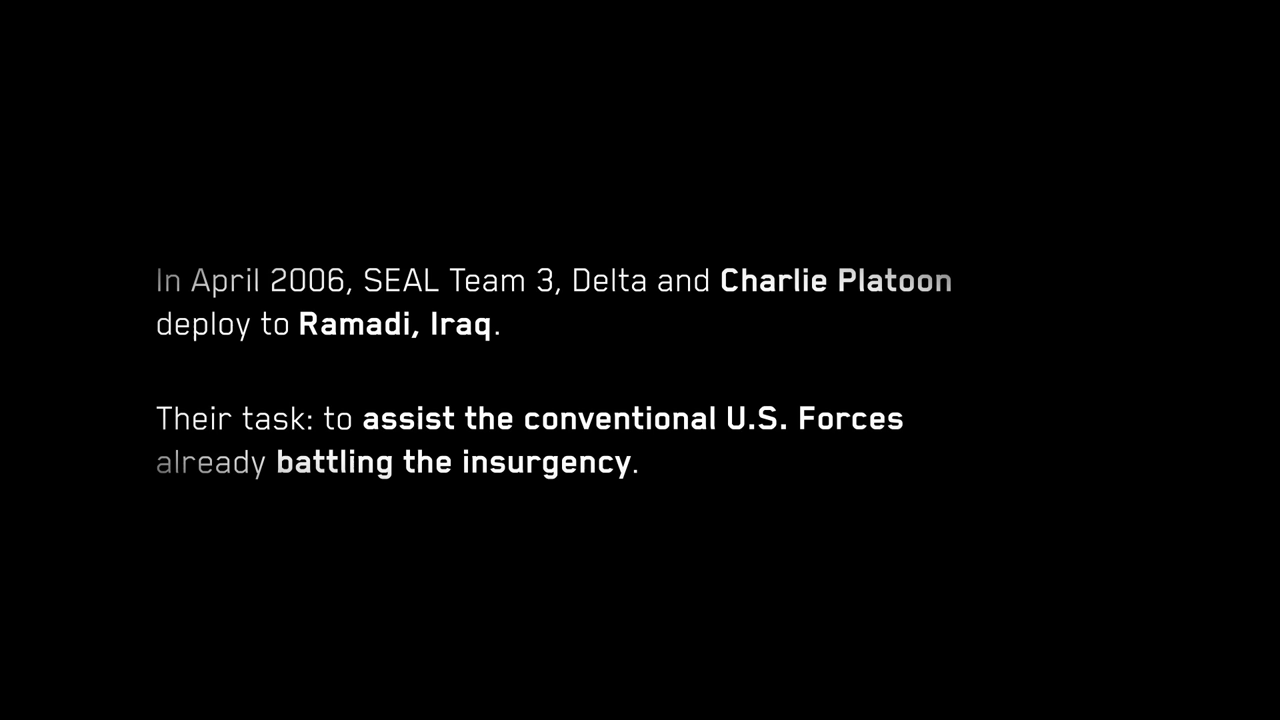 In April 2006, SEAL Team 3, Delta and Charlie Platoon
deploy to Ramadi, Iraq.
Their task: to assist the conventional U.S. Forces
already battling the insurgency.